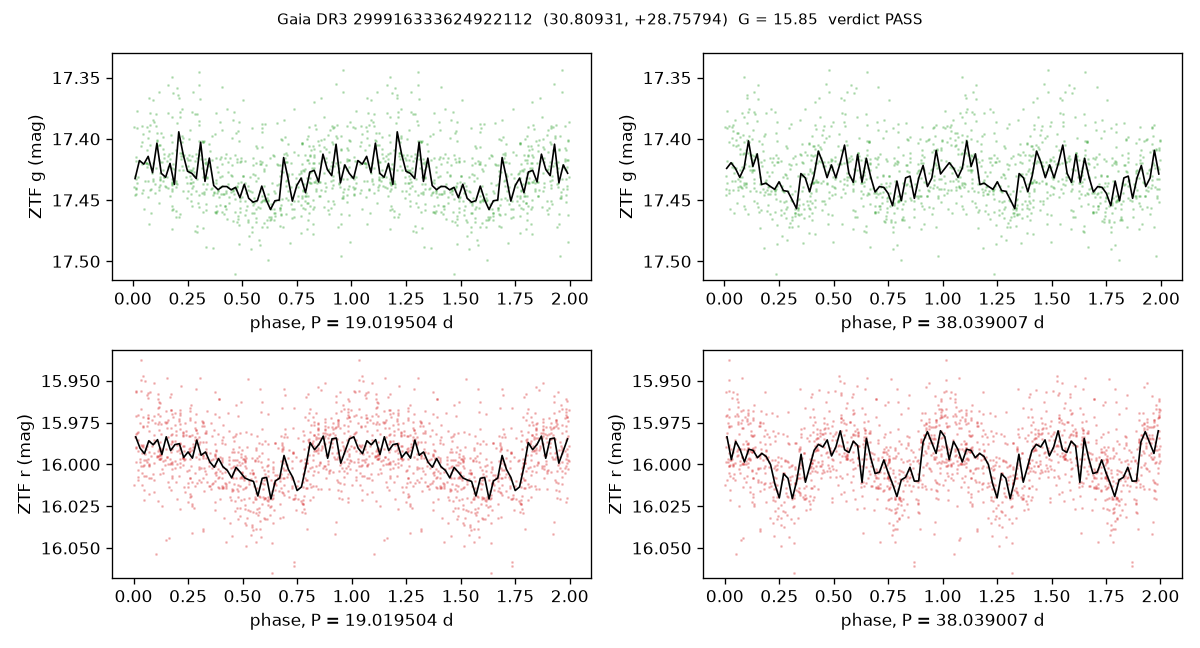 Gaia DR3 299916333624922112  (30.80931, +28.75794)  G = 15.85  verdict PASS
ZTF g (mag)
17.35
17.40
17.45
17.50
0.00 0.25 0.50 0.75 1.00 1.25 1.50 1.75 2.00
phase, P = 19.019504 d
ZTF g (mag)
17.35
17.40
17.45
17.50
0.00 0.25 0.50 0.75 1.00 1.25 1.50 1.75 2.00
phase, P = 38.039007 d
ZTF r (mag)
15.950
15.975
16.000
16.025
16.050
0.00 0.25 0.50 0.75 1.00 1.25 1.50 1.75 2.00
phase, P = 19.019504 d
ZTF r (mag)
15.950
15.975
16.000
16.025
16.050
0.00 0.25 0.50 0.75 1.00 1.25 1.50 1.75 2.00
phase, P = 38.039007 d